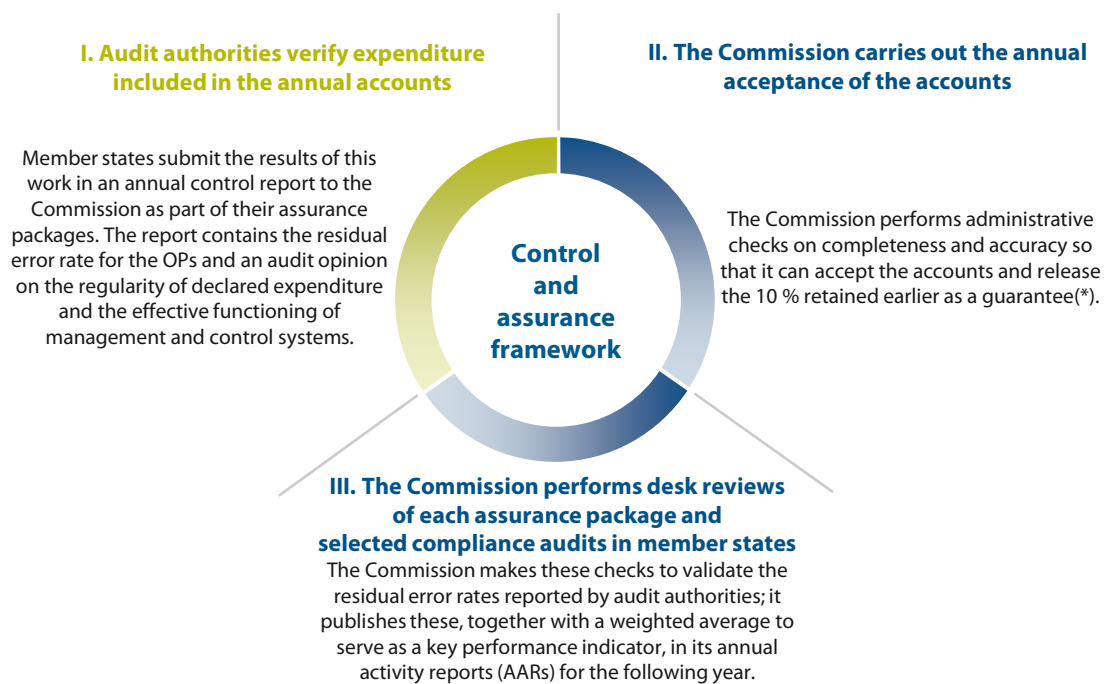 I. Audit authorities verify expenditure
included in the annual accounts
Member states submit the results of this
work in an annual control report to the
Commission as part of their assurance
packages. The report contains the residual
error rate for the OPs and an audit opinion
on the regularity of declared expenditure
and the effective functioning of
management and control systems.
II. The Commission carries out the annual
acceptance of the accounts
The Commission performs administrative
checks on completeness and accuracy so
that it can accept the accounts and release
the 10 % retained earlier as a guarantee(*).
Control
and
assurance
framework
III. The Commission performs desk reviews
of each assurance package and
selected compliance audits in member states
The Commission makes these checks to validate the
residual error rates reported by audit authorities; it
publishes these, together with a weighted average to
serve as a key performance indicator, in its annual
activity reports (AARs) for the following year.